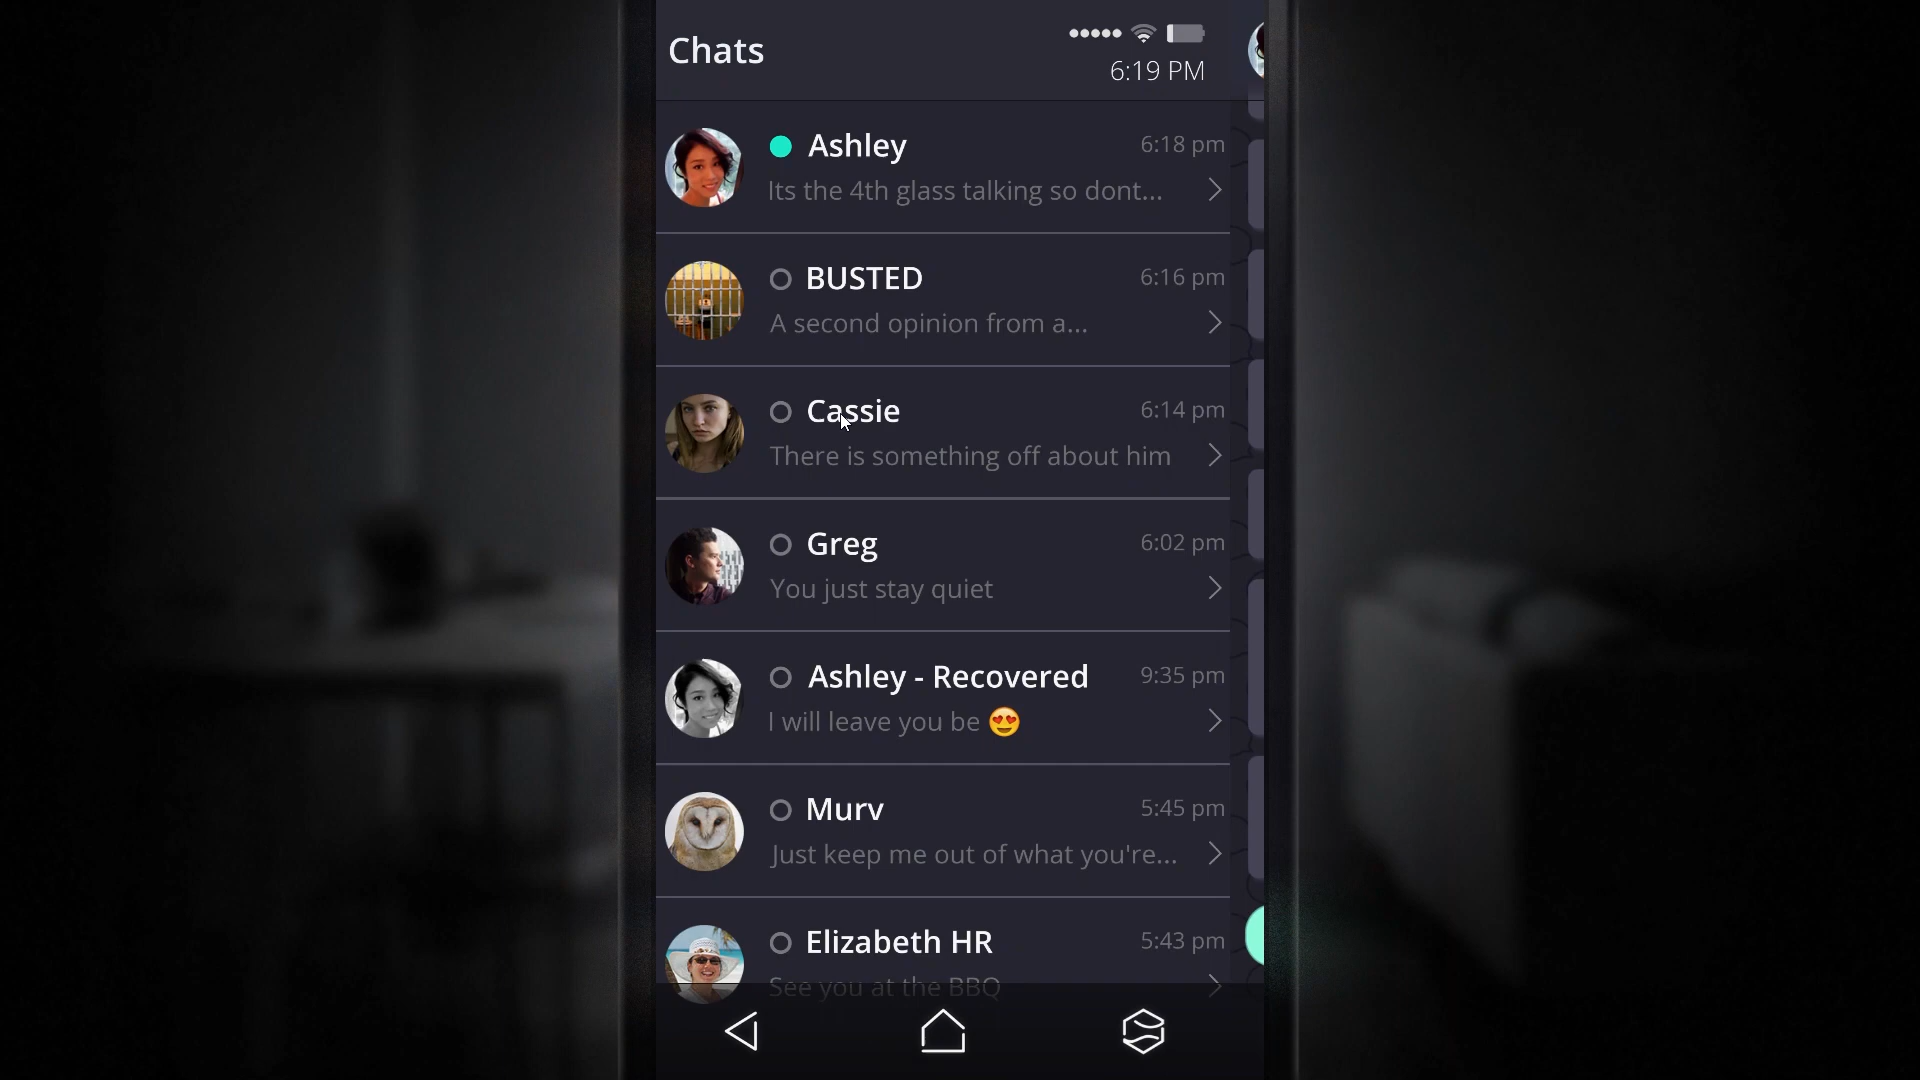 Chats
6:19 PM
Ashley
6:18 pm
Its the 4th glass talking so dont...
BUSTED
6:16 pm
A second opinion from a...
Cassie
6:14 pm
There is something off about him
Greg
6:02 pm
You just stay quiet
Ashley - Recovered
9:35 pm
I will leave you be 😍
Murv
5:45 pm
Just keep me out of what you're...
Elizabeth HR
5:43 pm
See you at the BBQ